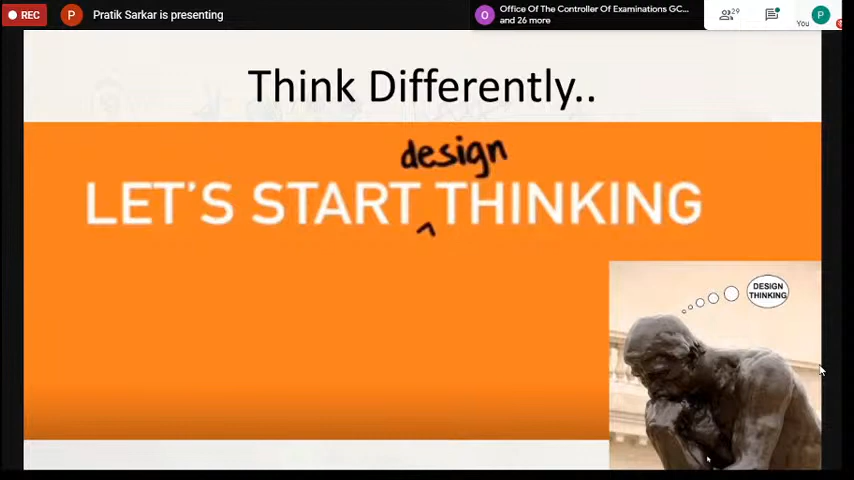 REC
P
Pratik Sarkar is presenting
O
Office Of The Controller Of Examinations GC...
and 26 more
29
You
P
Think Differently..
design
LET'S START ^ THINKING
DESIGN
THINKING